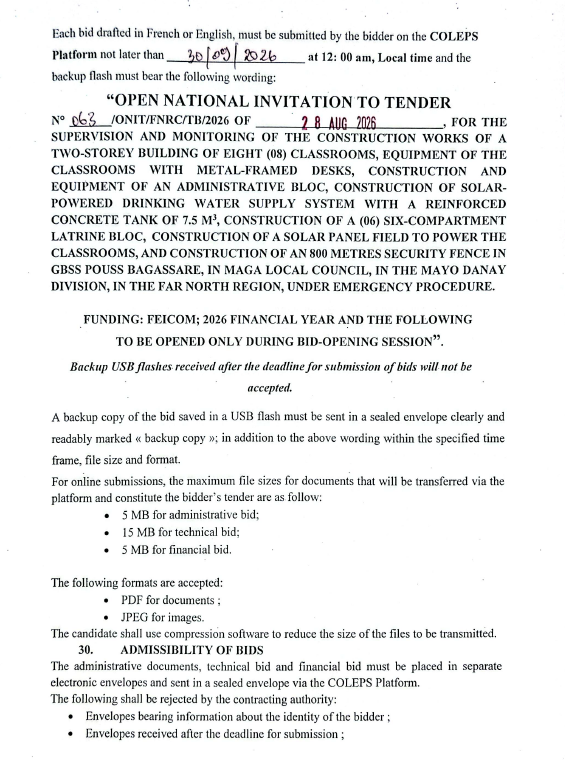 Each bid drafted in French or English, must be submitted by the bidder on the COLEPS
Platform not later than 30/09/2026 at 12: 00 am, Local time and the
backup flash must bear the following wording:
“OPEN NATIONAL INVITATION TO TENDER
N° 063 /ONIT/FNRC/TB/2026 OF 28 AUG 2026, FOR THE
SUPERVISION AND MONITORING OF THE CONSTRUCTION WORKS OF A
TWO-STOREY BUILDING OF EIGHT (08) CLASSROOMS, EQUIPMENT OF THE
CLASSROOMS WITH METAL-FRAMED DESKS, CONSTRUCTION AND
EQUIPMENT OF AN ADMINISTRATIVE BLOC, CONSTRUCTION OF SOLAR-
POWERED DRINKING WATER SUPPLY SYSTEM WITH A REINFORCED
CONCRETE TANK OF 7.5 M³, CONSTRUCTION OF A (06) SIX-COMPARTMENT
LATRINE BLOC, CONSTRUCTION OF A SOLAR PANEL FIELD TO POWER THE
CLASSROOMS, AND CONSTRUCTION OF AN 800 METRES SECURITY FENCE IN
GBSS POUSS BAGASSARE, IN MAGA LOCAL COUNCIL, IN THE MAYO DANAY
DIVISION, IN THE FAR NORTH REGION, UNDER EMERGENCY PROCEDURE.
FUNDING: FEICOM; 2026 FINANCIAL YEAR AND THE FOLLOWING
TO BE OPENED ONLY DURING BID-OPENING SESSION”.
Backup USB flashes received after the deadline for submission of bids will not be
accepted.
A backup copy of the bid saved in a USB flash must be sent in a sealed envelope clearly and
readably marked « backup copy »; in addition to the above wording within the specified time
frame, file size and format.
For online submissions, the maximum file sizes for documents that will be transferred via the
platform and constitute the bidder’s tender are as follow:
• 5 MB for administrative bid;
• 15 MB for technical bid;
• 5 MB for financial bid.
The following formats are accepted:
• PDF for documents ;
• JPEG for images.
The candidate shall use compression software to reduce the size of the files to be transmitted.
30. ADMISSIBILITY OF BIDS
The administrative documents, technical bid and financial bid must be placed in separate
electronic envelopes and sent in a sealed envelope via the COLEPS Platform.
The following shall be rejected by the contracting authority:
• Envelopes bearing information about the identity of the bidder ;
• Envelopes received after the deadline for submission ;